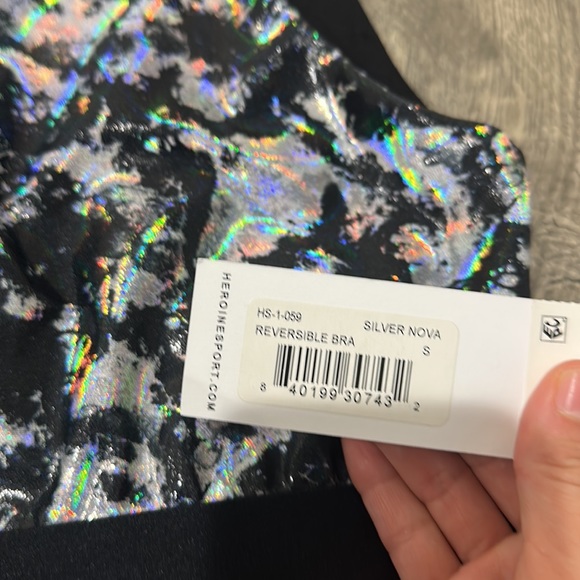 HEROINESPORT.COM
HS-1-059 SILVER NOVA
REVERSIBLE BRA S
8 40199 30743 2